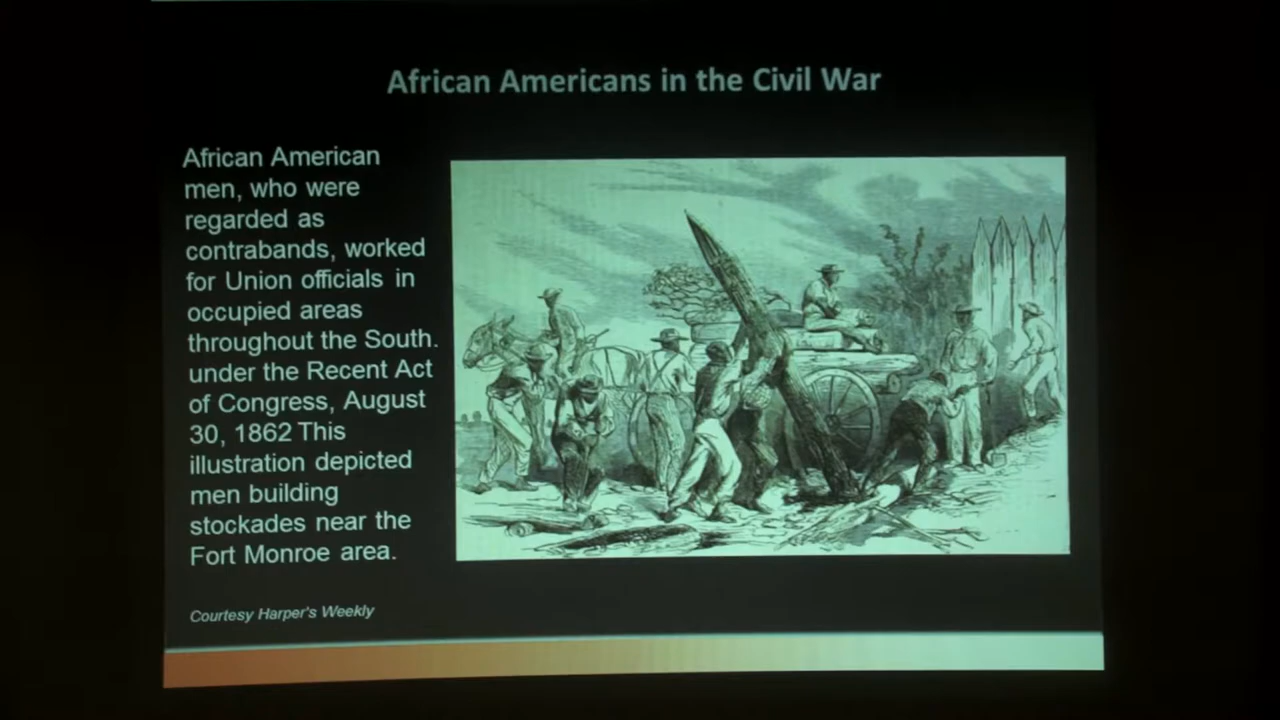 African Americans in the Civil War
African American
men, who were
regarded as
contrabands, worked
for Union officials in
occupied areas
throughout the South.
under the Recent Act
of Congress, August
30, 1862 This
illustration depicted
men building
stockades near the
Fort Monroe area.
Courtesy Harper's Weekly